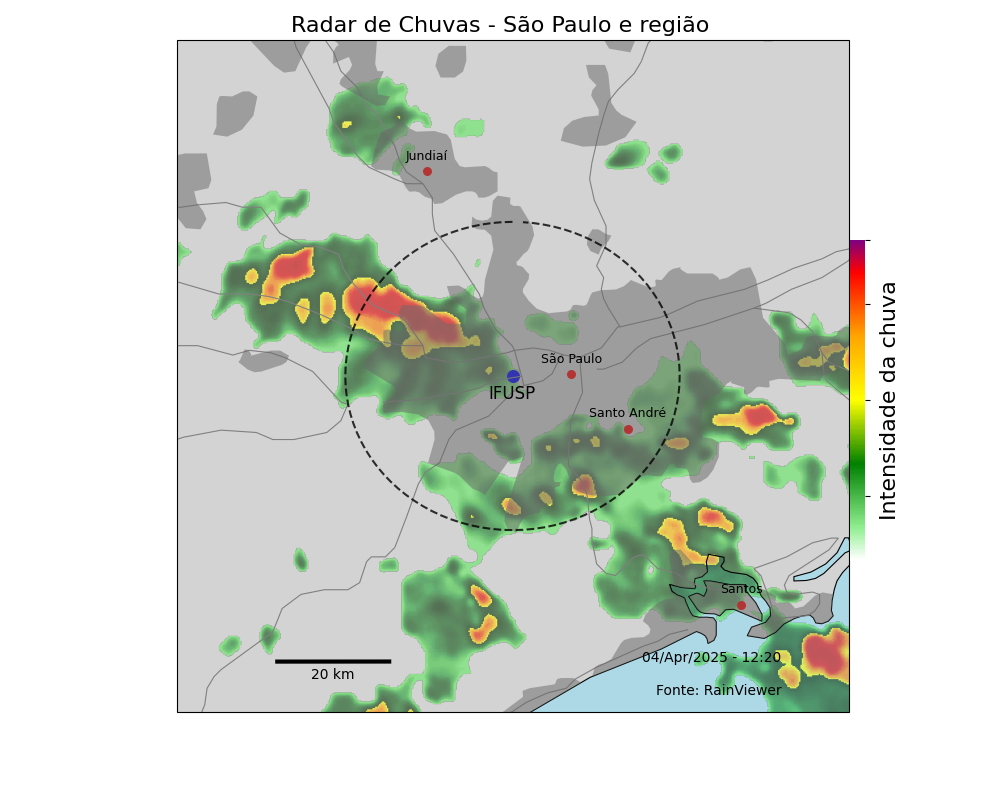 Radar de Chuvas - São Paulo e região
Jundiaí
São Paulo
IFUSP
Santo André
Intensidade da chuva
Santos
04/Apr/2025 - 12:20
20 km
Fonte: RainViewer